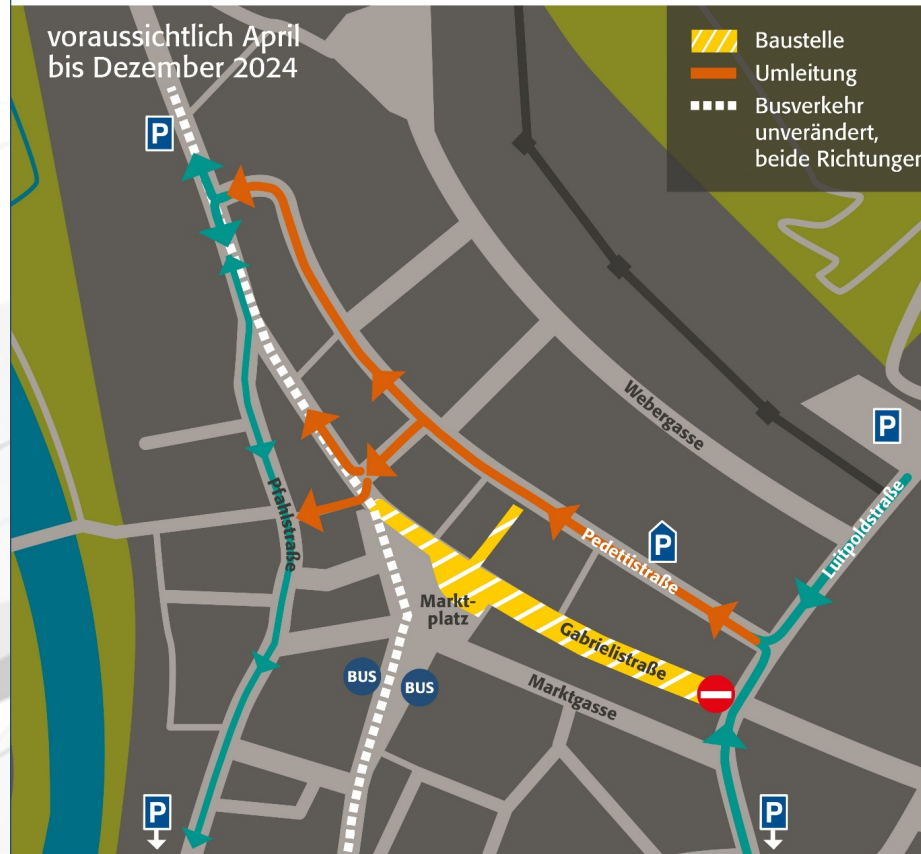 voraussichtlich April
bis Dezember 2024
Baustelle
Umleitung
Busverkehr
unverändert,
beide Richtungen
P
Webergasse
P
Pfahlstraße
Luitpoldstraße
P
Pedettistraße
Markt-
platz
Gabrielistraße
BUS
BUS
Marktgasse
P
P